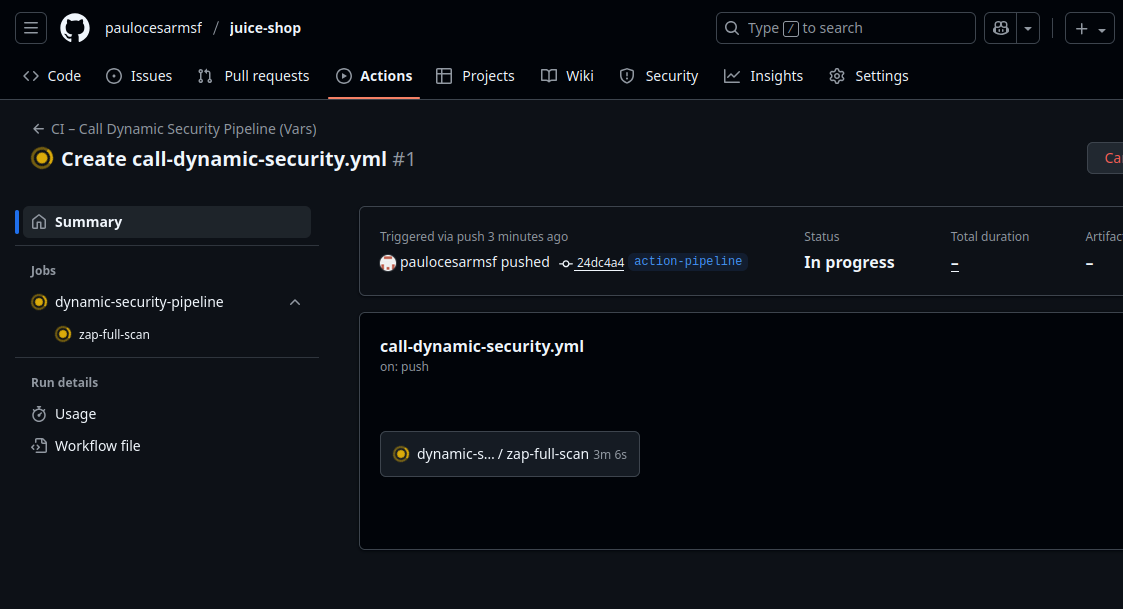 paulocesarmsf / juice-shop
Type / to search
Code Issues Pull requests Actions Projects Wiki Security Insights Settings
← CI – Call Dynamic Security Pipeline (Vars)
Create call-dynamic-security.yml #1
Ca
Summary
Jobs
dynamic-security-pipeline
zap-full-scan
Run details
Usage
Workflow file
Triggered via push 3 minutes ago
paulocesarmsf pushed 24dc4a4 action-pipeline
Status
In progress
Total duration
–
Artifac
–
call-dynamic-security.yml
on: push
dynamic-s... / zap-full-scan 3m 6s